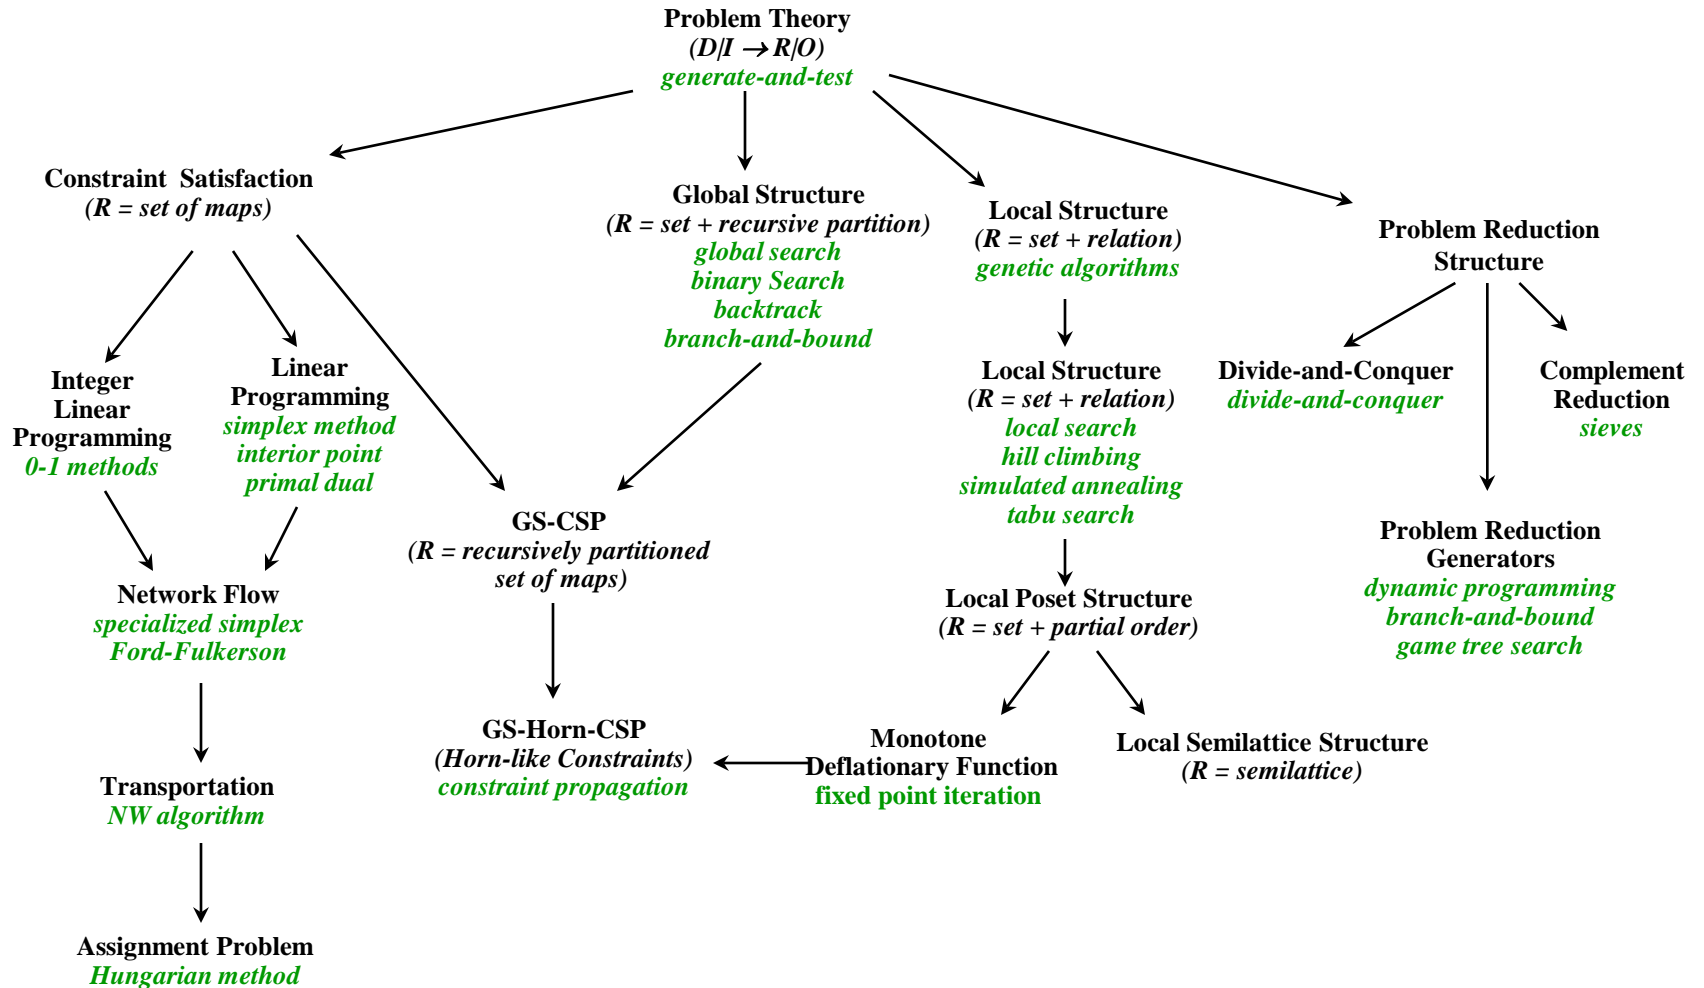 Problem Theory
(D|I → R|O)
generate-and-test
Constraint Satisfaction
(R = set of maps)
Global Structure
(R = set + recursive partition)
global search
binary Search
backtrack
branch-and-bound
Local Structure
(R = set + relation)
genetic algorithms
Problem Reduction
Structure
Integer
Linear
Programming
0-1 methods
Linear
Programming
simplex method
interior point
primal dual
Local Structure
(R = set + relation)
local search
hill climbing
simulated annealing
tabu search
Divide-and-Conquer
divide-and-conquer
Complement
Reduction
sieves
GS-CSP
(R = recursively partitioned
set of maps)
Problem Reduction
Generators
dynamic programming
branch-and-bound
game tree search
Network Flow
specialized simplex
Ford-Fulkerson
Local Poset Structure
(R = set + partial order)
GS-Horn-CSP
(Horn-like Constraints)
constraint propagation
Monotone
Deflationary Function
fixed point iteration
Local Semilattice Structure
(R = semilattice)
Transportation
NW algorithm
Assignment Problem
Hungarian method